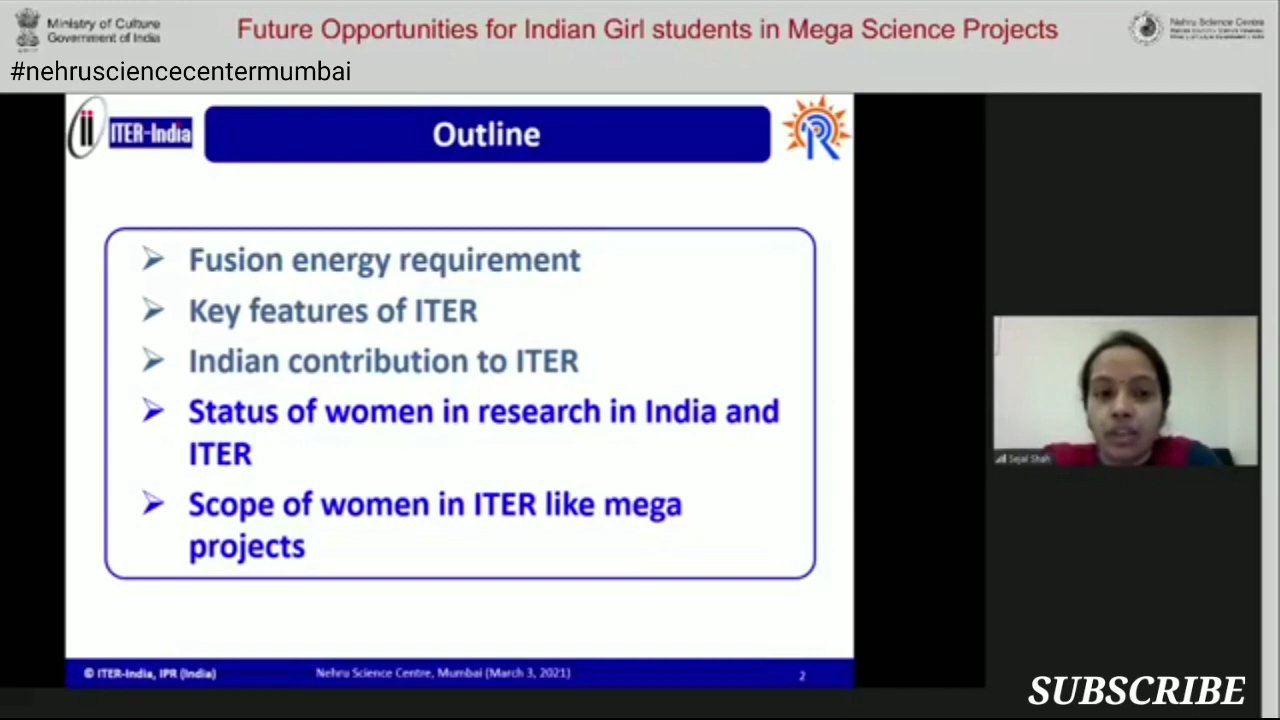 Ministry of Culture
Government of India
Future Opportunities for Indian Girl students in Mega Science Projects
Nehru Science Centre
#nehrusciencecentermumbai
ITER-India
Outline
Fusion energy requirement
Key features of ITER
Indian contribution to ITER
Status of women in research in India and
ITER
Scope of women in ITER like mega
projects
Sejal Shah
© ITER-India, IPR (India)
Nehru Science Centre, Mumbai (March 3, 2021)
2
SUBSCRIBE